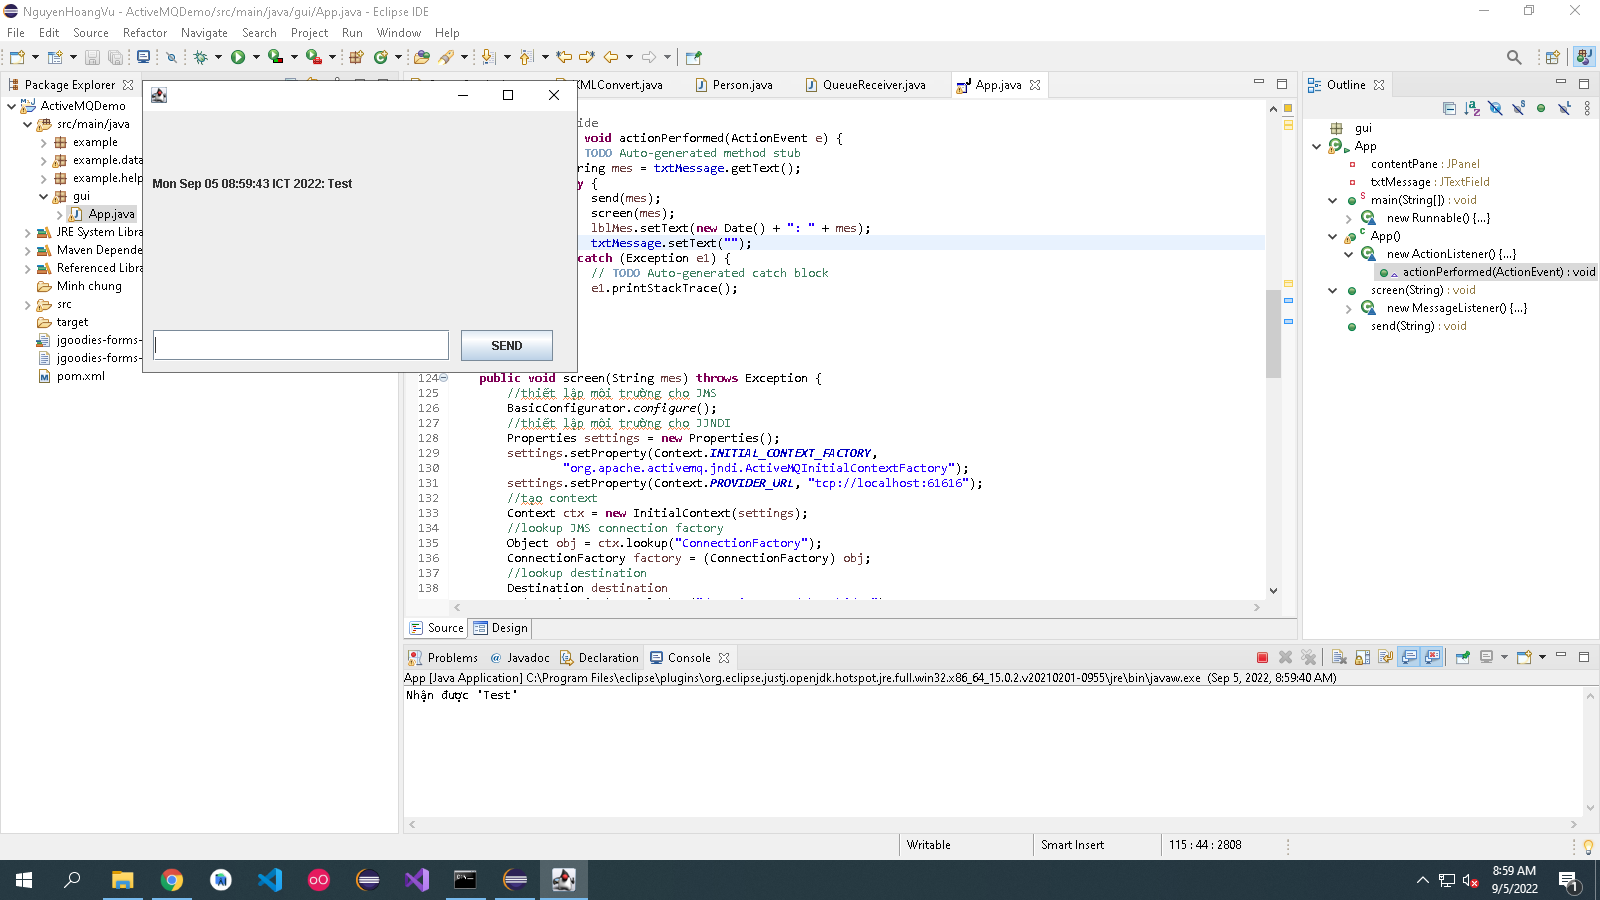 NguyenHoangVu - ActiveMQDemo/src/main/java/gui/App.java - Eclipse IDE
File Edit Source Refactor Navigate Search Project Run Window Help
Package Explorer
ActiveMQDemo
src/main/java
example
example.data
example.help
gui
App.java
JRE System Libra
Maven Depende
Referenced Libra
Minh chung
src
target
jgoodies-forms-
jgoodies-forms-
pom.xml
Mon Sep 05 08:59:43 ICT 2022: Test
SEND
XMLConvert.java Person.java QueueReceiver.java App.java
ide
void actionPerformed(ActionEvent e) {
TODO Auto-generated method stub
ring mes = txtMessage.getText();
y {
send(mes);
screen(mes);
lblMes.setText(new Date() + ": " + mes);
txtMessage.setText("");
catch (Exception e1) {
// TODO Auto-generated catch block
e1.printStackTrace();
124 public void screen(String mes) throws Exception {
125 //thiết lập môi trường cho JMS
126 BasicConfigurator.configure();
127 //thiết lập môi trường cho JJNDI
128 Properties settings = new Properties();
129 settings.setProperty(Context.INITIAL_CONTEXT_FACTORY,
130 "org.apache.activemq.jndi.ActiveMQInitialContextFactory");
131 settings.setProperty(Context.PROVIDER_URL, "tcp://localhost:61616");
132 //tạo context
133 Context ctx = new InitialContext(settings);
134 //lookup JMS connection factory
135 Object obj = ctx.lookup("ConnectionFactory");
136 ConnectionFactory factory = (ConnectionFactory) obj;
137 //lookup destination
138 Destination destination
Source Design
Outline
gui
App
contentPane : JPanel
txtMessage : JTextField
main(String[]) : void
new Runnable() {...}
App()
new ActionListener() {...}
actionPerformed(ActionEvent) : void
screen(String) : void
new MessageListener() {...}
send(String) : void
Problems Javadoc Declaration Console
App [Java Application] C:\Program Files\eclipse\plugins\org.eclipse.justj.openjdk.hotspot.jre.full.win32.x86_64_15.0.2.v20210201-0955\jre\bin\javaw.exe (Sep 5, 2022, 8:59:40 AM)
Nhận được 'Test'
Writable Smart Insert 115 : 44 : 2808
8:59 AM
9/5/2022
1